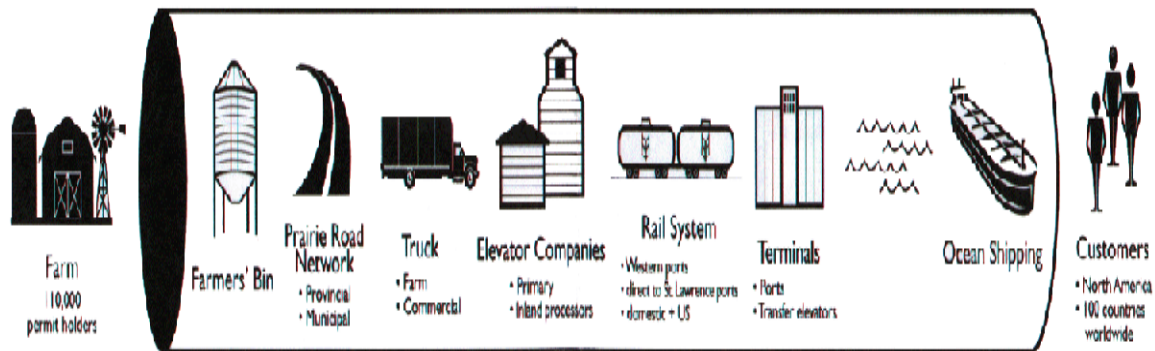 Farm
110,000
permit holders
Farmers' Bin
Prairie Road
Network
• Provincial
• Municipal
Truck
• Farm
• Commercial
Elevator Companies
• Primary
• Inland processors
Rail System
• Western ports
• direct to St. Lawrence ports
• domestic + US
Terminals
• Ports
• Transfer elevators
Ocean Shipping
Customers
• North America
• 100 countries
worldwide